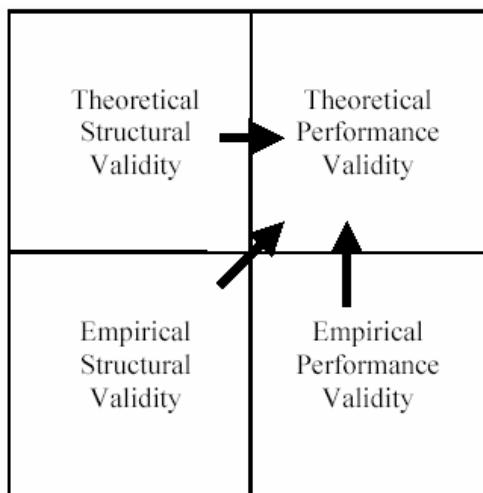 Theoretical
Structural
Validity
Theoretical
Performance
Validity
Empirical
Structural
Validity
Empirical
Performance
Validity